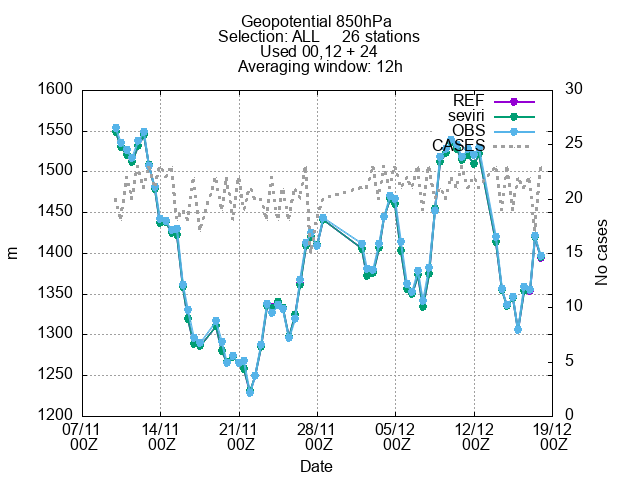 Geopotential 850hPa
Selection: ALL 26 stations
Used 00,12 + 24
Averaging window: 12h
1600
1550
1500
1450
1400
1350
1300
1250
1200
m
30
25
20
15
10
5
0
No cases
REF
seviri
OBS
CASES
07/11 14/11 21/11 28/11 05/12 12/12 19/12
00Z 00Z 00Z 00Z 00Z 00Z 00Z
Date